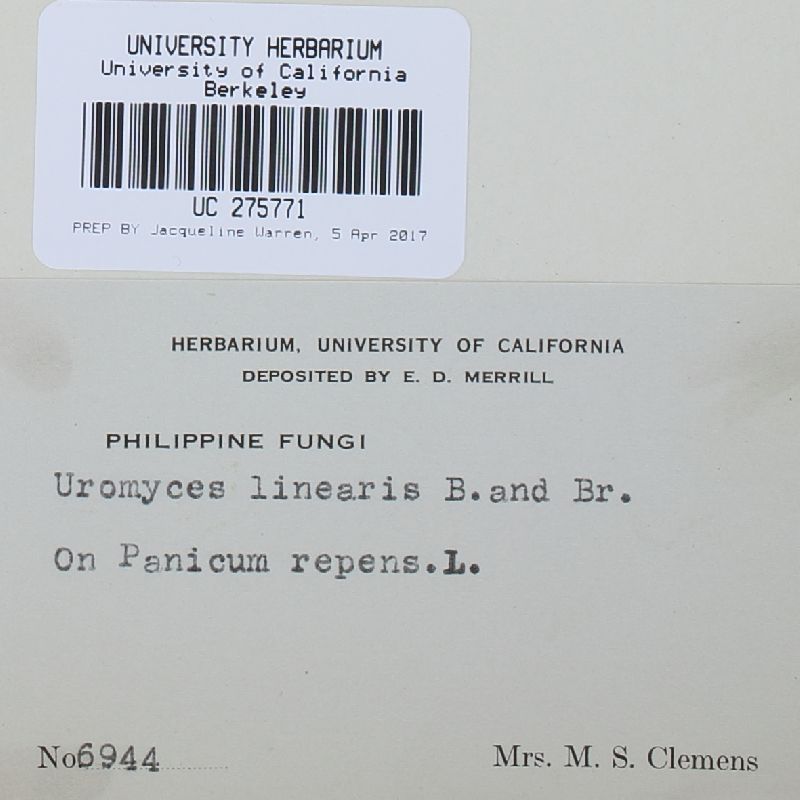 UNIVERSITY HERBARIUM
University of California
Berkeley
UC 275771
PREP BY Jacqueline Warren, 5 Apr 2017
HERBARIUM, UNIVERSITY OF CALIFORNIA
DEPOSITED BY E. D. MERRILL
PHILIPPINE FUNGI
Uromyces linearis B.and Br.
On Panicum repens.L.
No6944
Mrs. M. S. Clemens